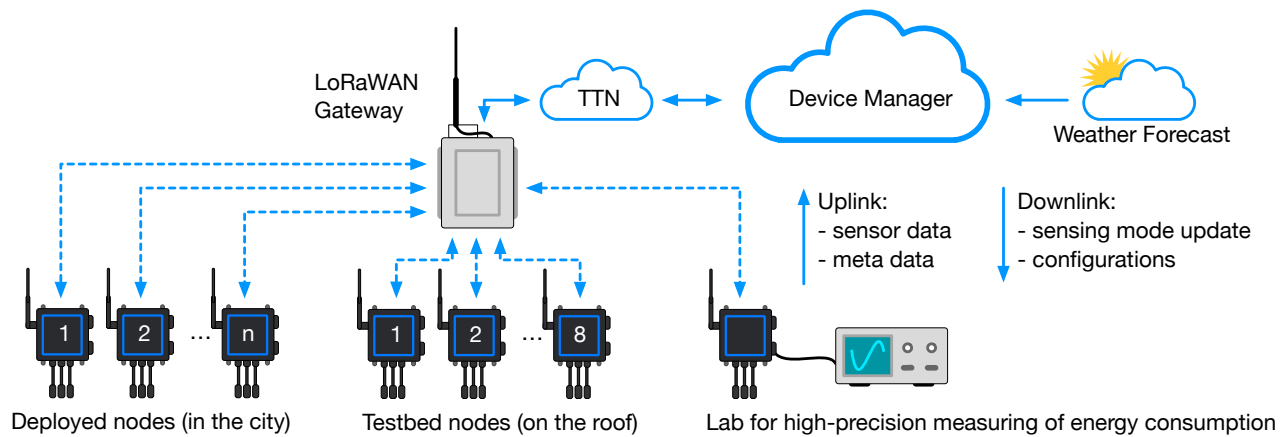 LoRaWAN
Gateway
TTN
Device Manager
Weather Forecast
Uplink:
- sensor data
- meta data
Downlink:
- sensing mode update
- configurations
1
2
...
n
1
2
...
8
Deployed nodes (in the city)
Testbed nodes (on the roof)
Lab for high-precision measuring of energy consumption